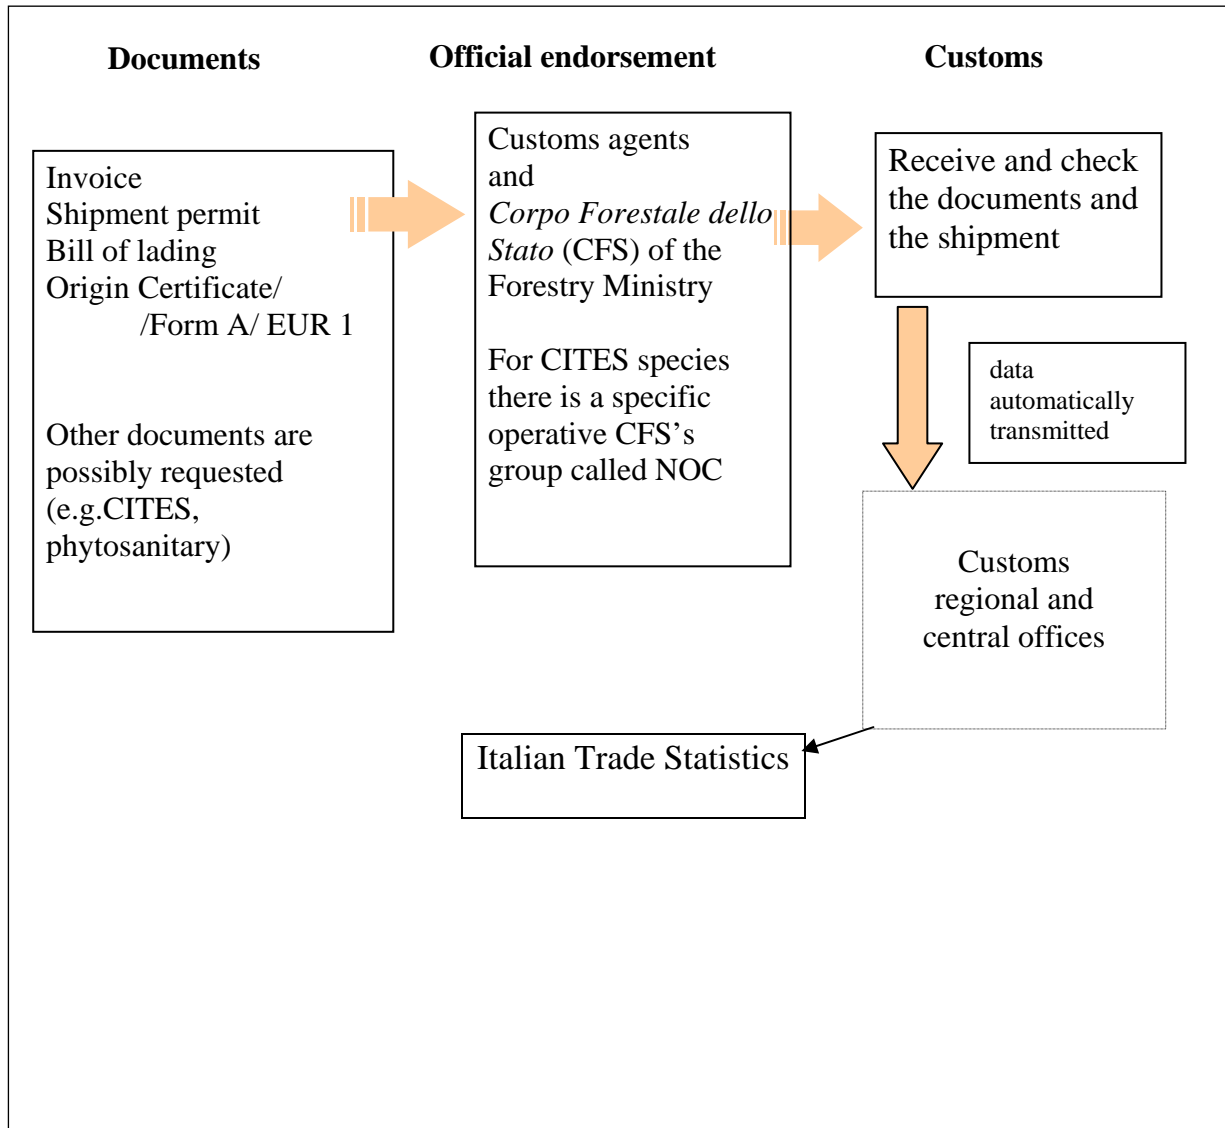 Documents
Official endorsement
Customs
Invoice
Shipment permit
Bill of lading
Origin Certificate/
/Form A/ EUR 1
Other documents are
possibly requested
(e.g.CITES,
phytosanitary)
Customs agents
and
Corpo Forestale dello
Stato (CFS) of the
Forestry Ministry
For CITES species
there is a specific
operative CFS’s
group called NOC
Receive and check
the documents and
the shipment
data
automatically
transmitted
Customs
regional and
central offices
Italian Trade Statistics